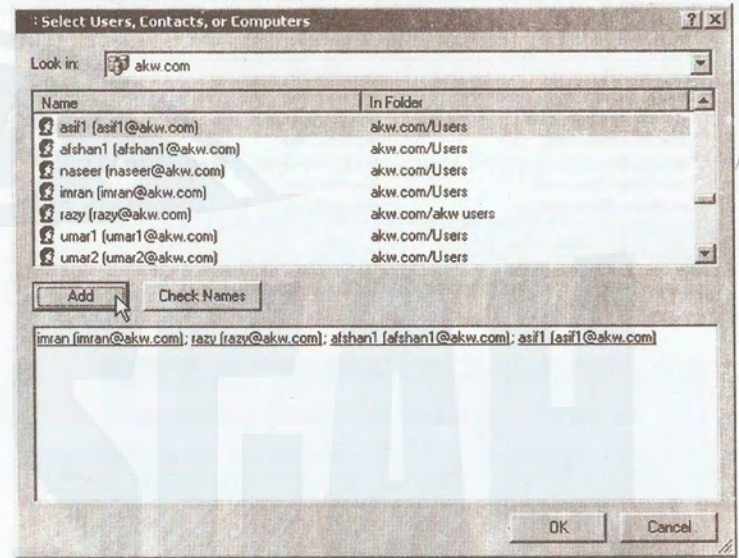 Select Users, Contacts, or Computers
Look in: akw.com
Name In Folder
asif1 (asif1@akw.com) akw.com/Users
afshan1 (afshan1@akw.com) akw.com/Users
naseer (naseer@akw.com) akw.com/Users
imran (imran@akw.com) akw.com/Users
razy (razy@akw.com) akw.com/akw users
umar1 (umar1@akw.com) akw.com/Users
umar2 (umar2@akw.com) akw.com/Users
Add Check Names
imran (imran@akw.com); razy (razy@akw.com); afshan1 (afshan1@akw.com); asif1 (asif1@akw.com)
OK Cancel